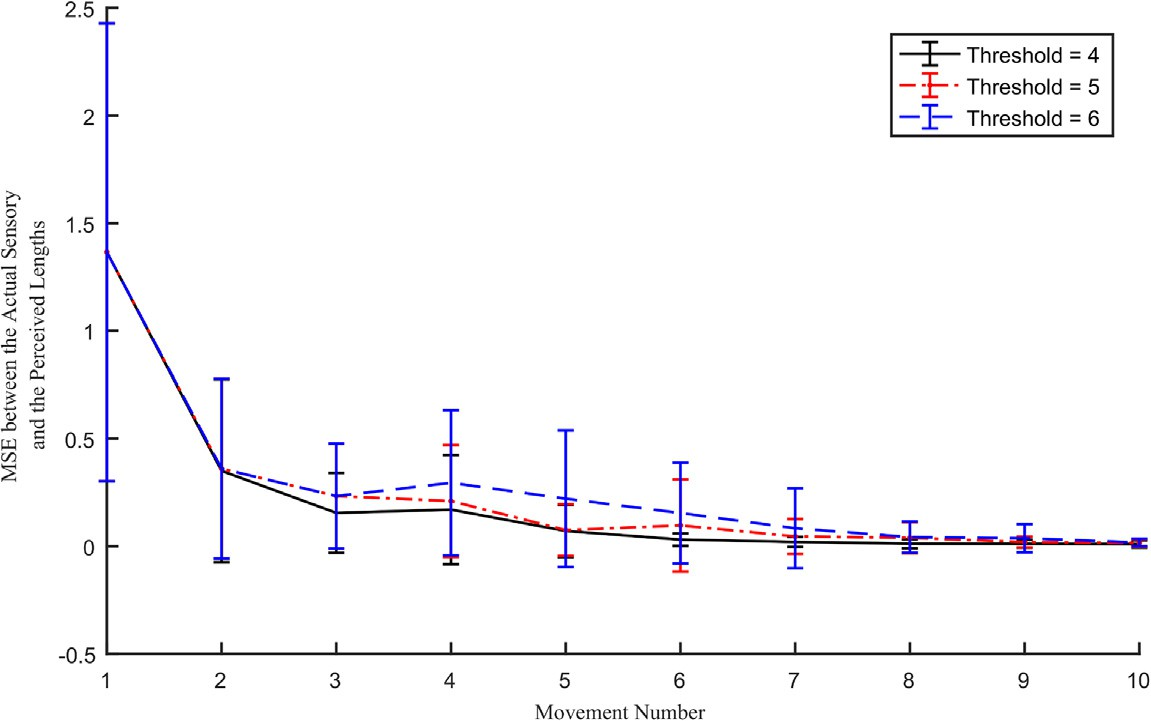 2.5
2
1.5
1
0.5
0
-0.5
MSE between the Actual Sensory
and the Perceived Lengths
Threshold = 4
Threshold = 5
Threshold = 6
1 2 3 4 5 6 7 8 9 10
Movement Number